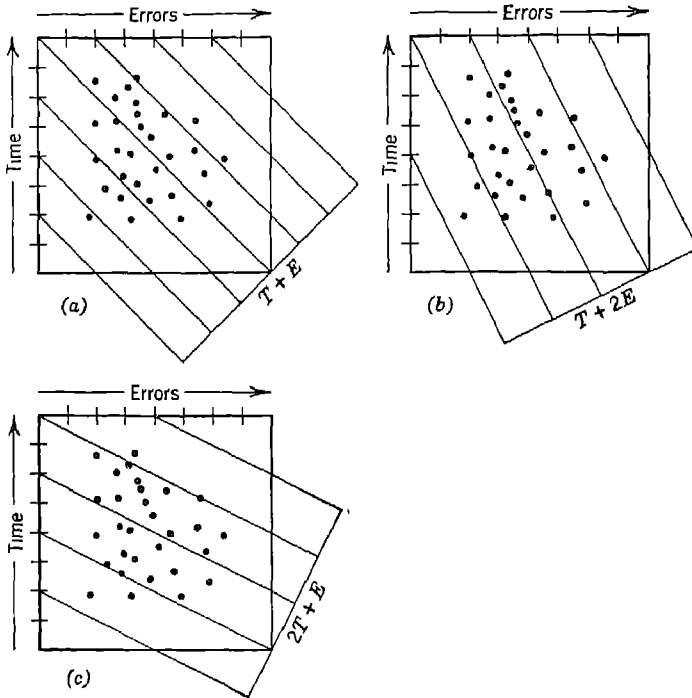 Errors
Time
T + E
(a)
Errors
Time
T + 2E
(b)
Errors
Time
2T + E
(c)